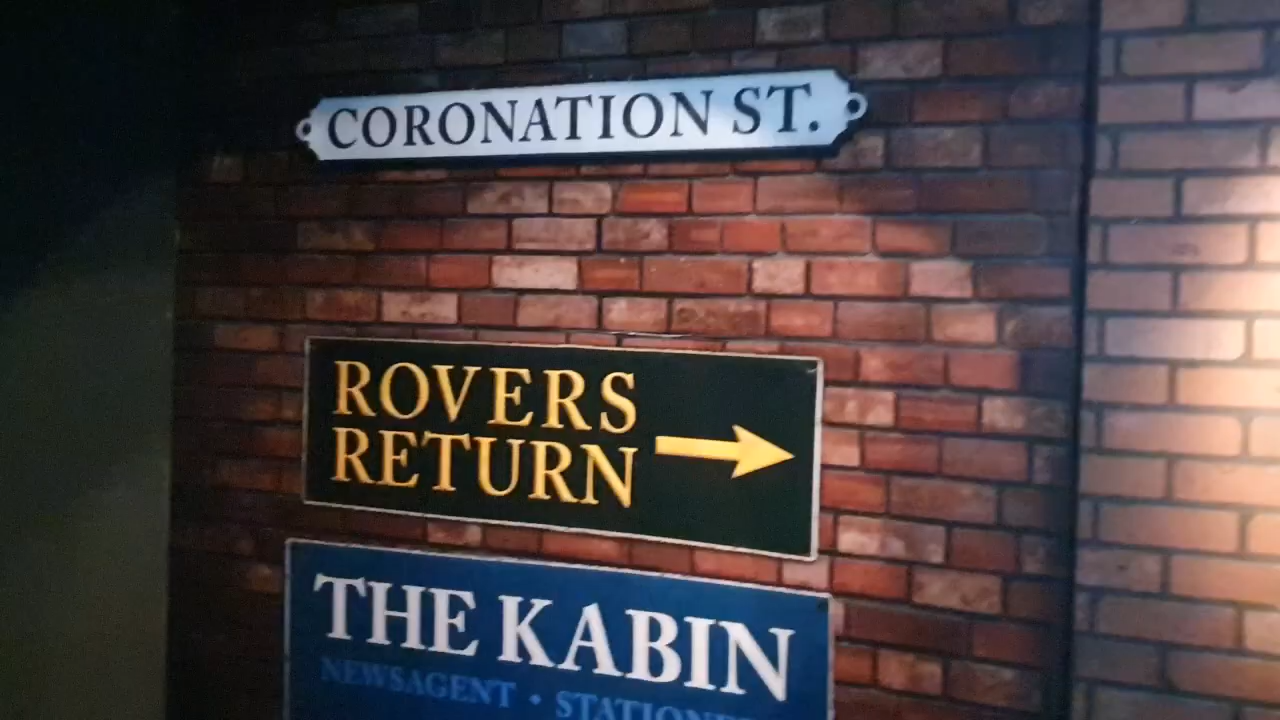 CORONATION ST.
ROVERS
RETURN
THE KABIN
NEWSAGENT •